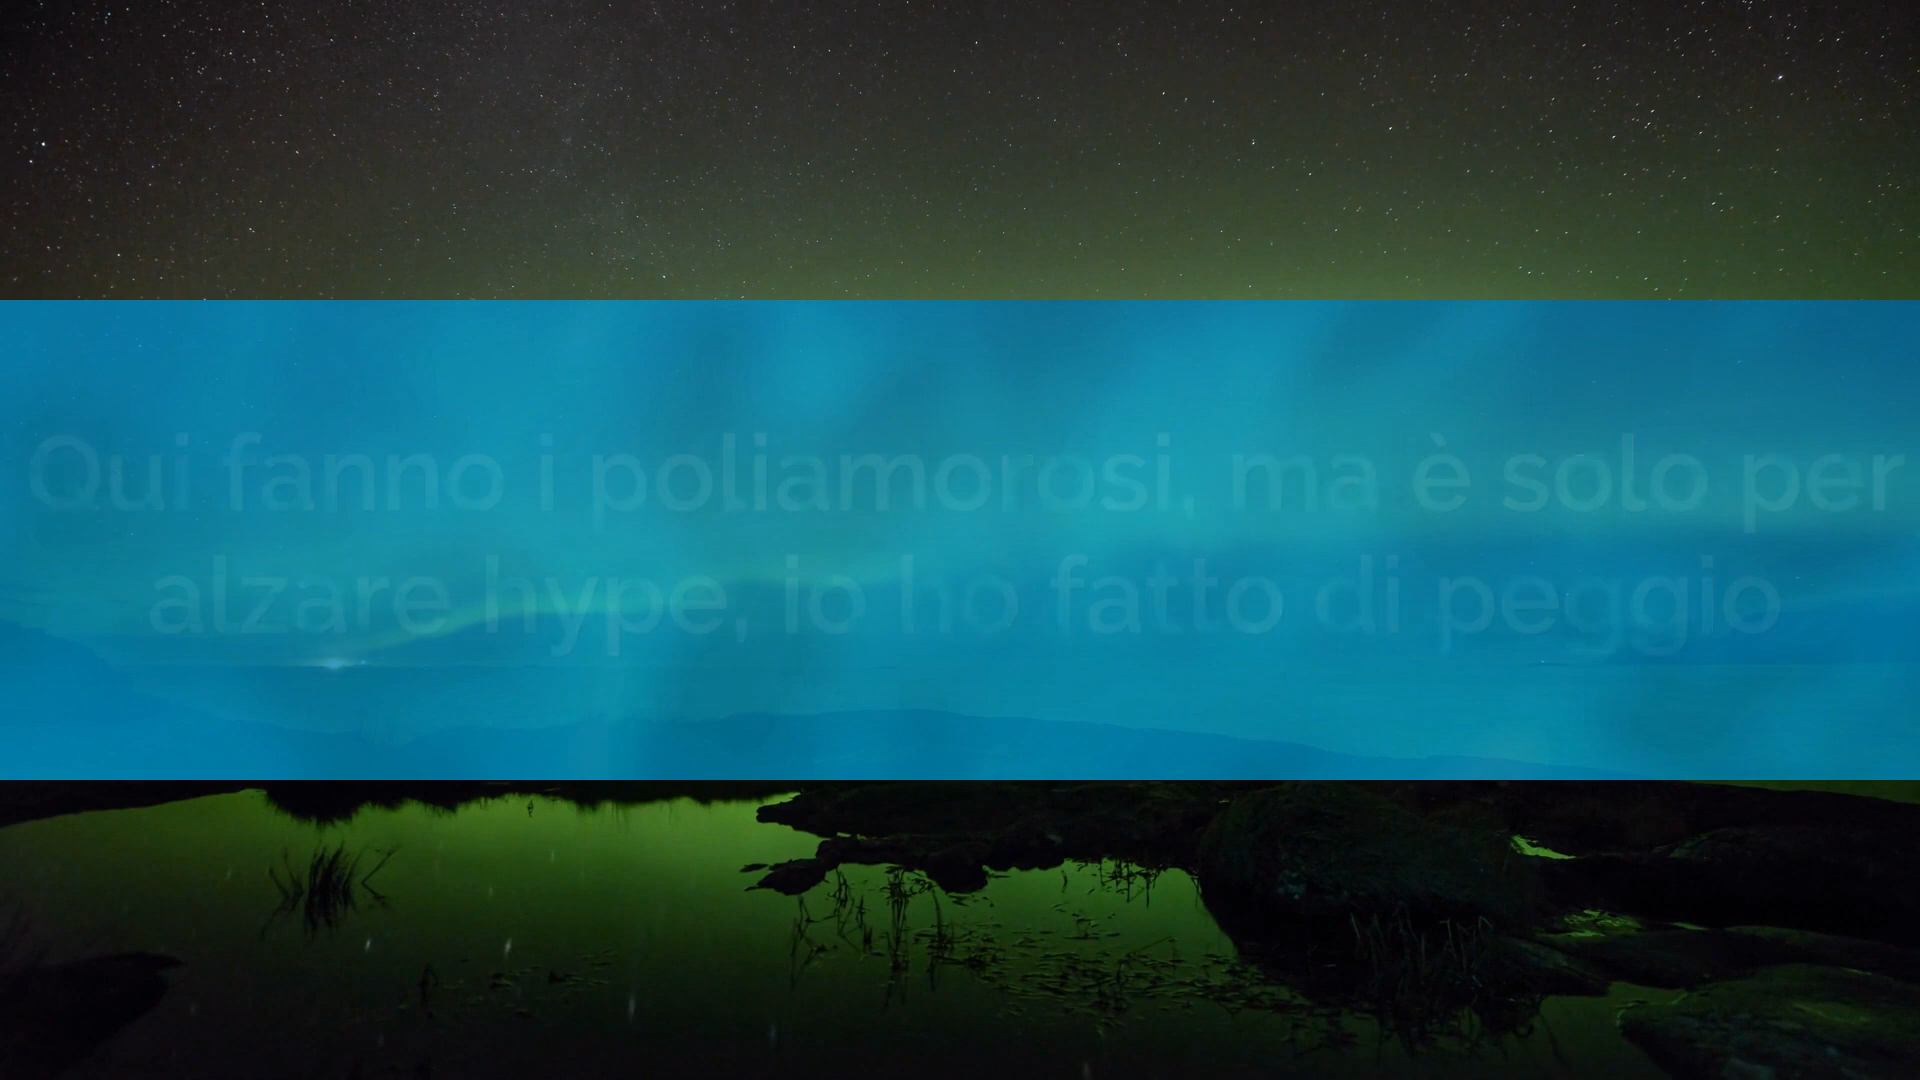 Qui fanno i poliamorosi, ma è solo per
alzare hype, io ho fatto di peggio